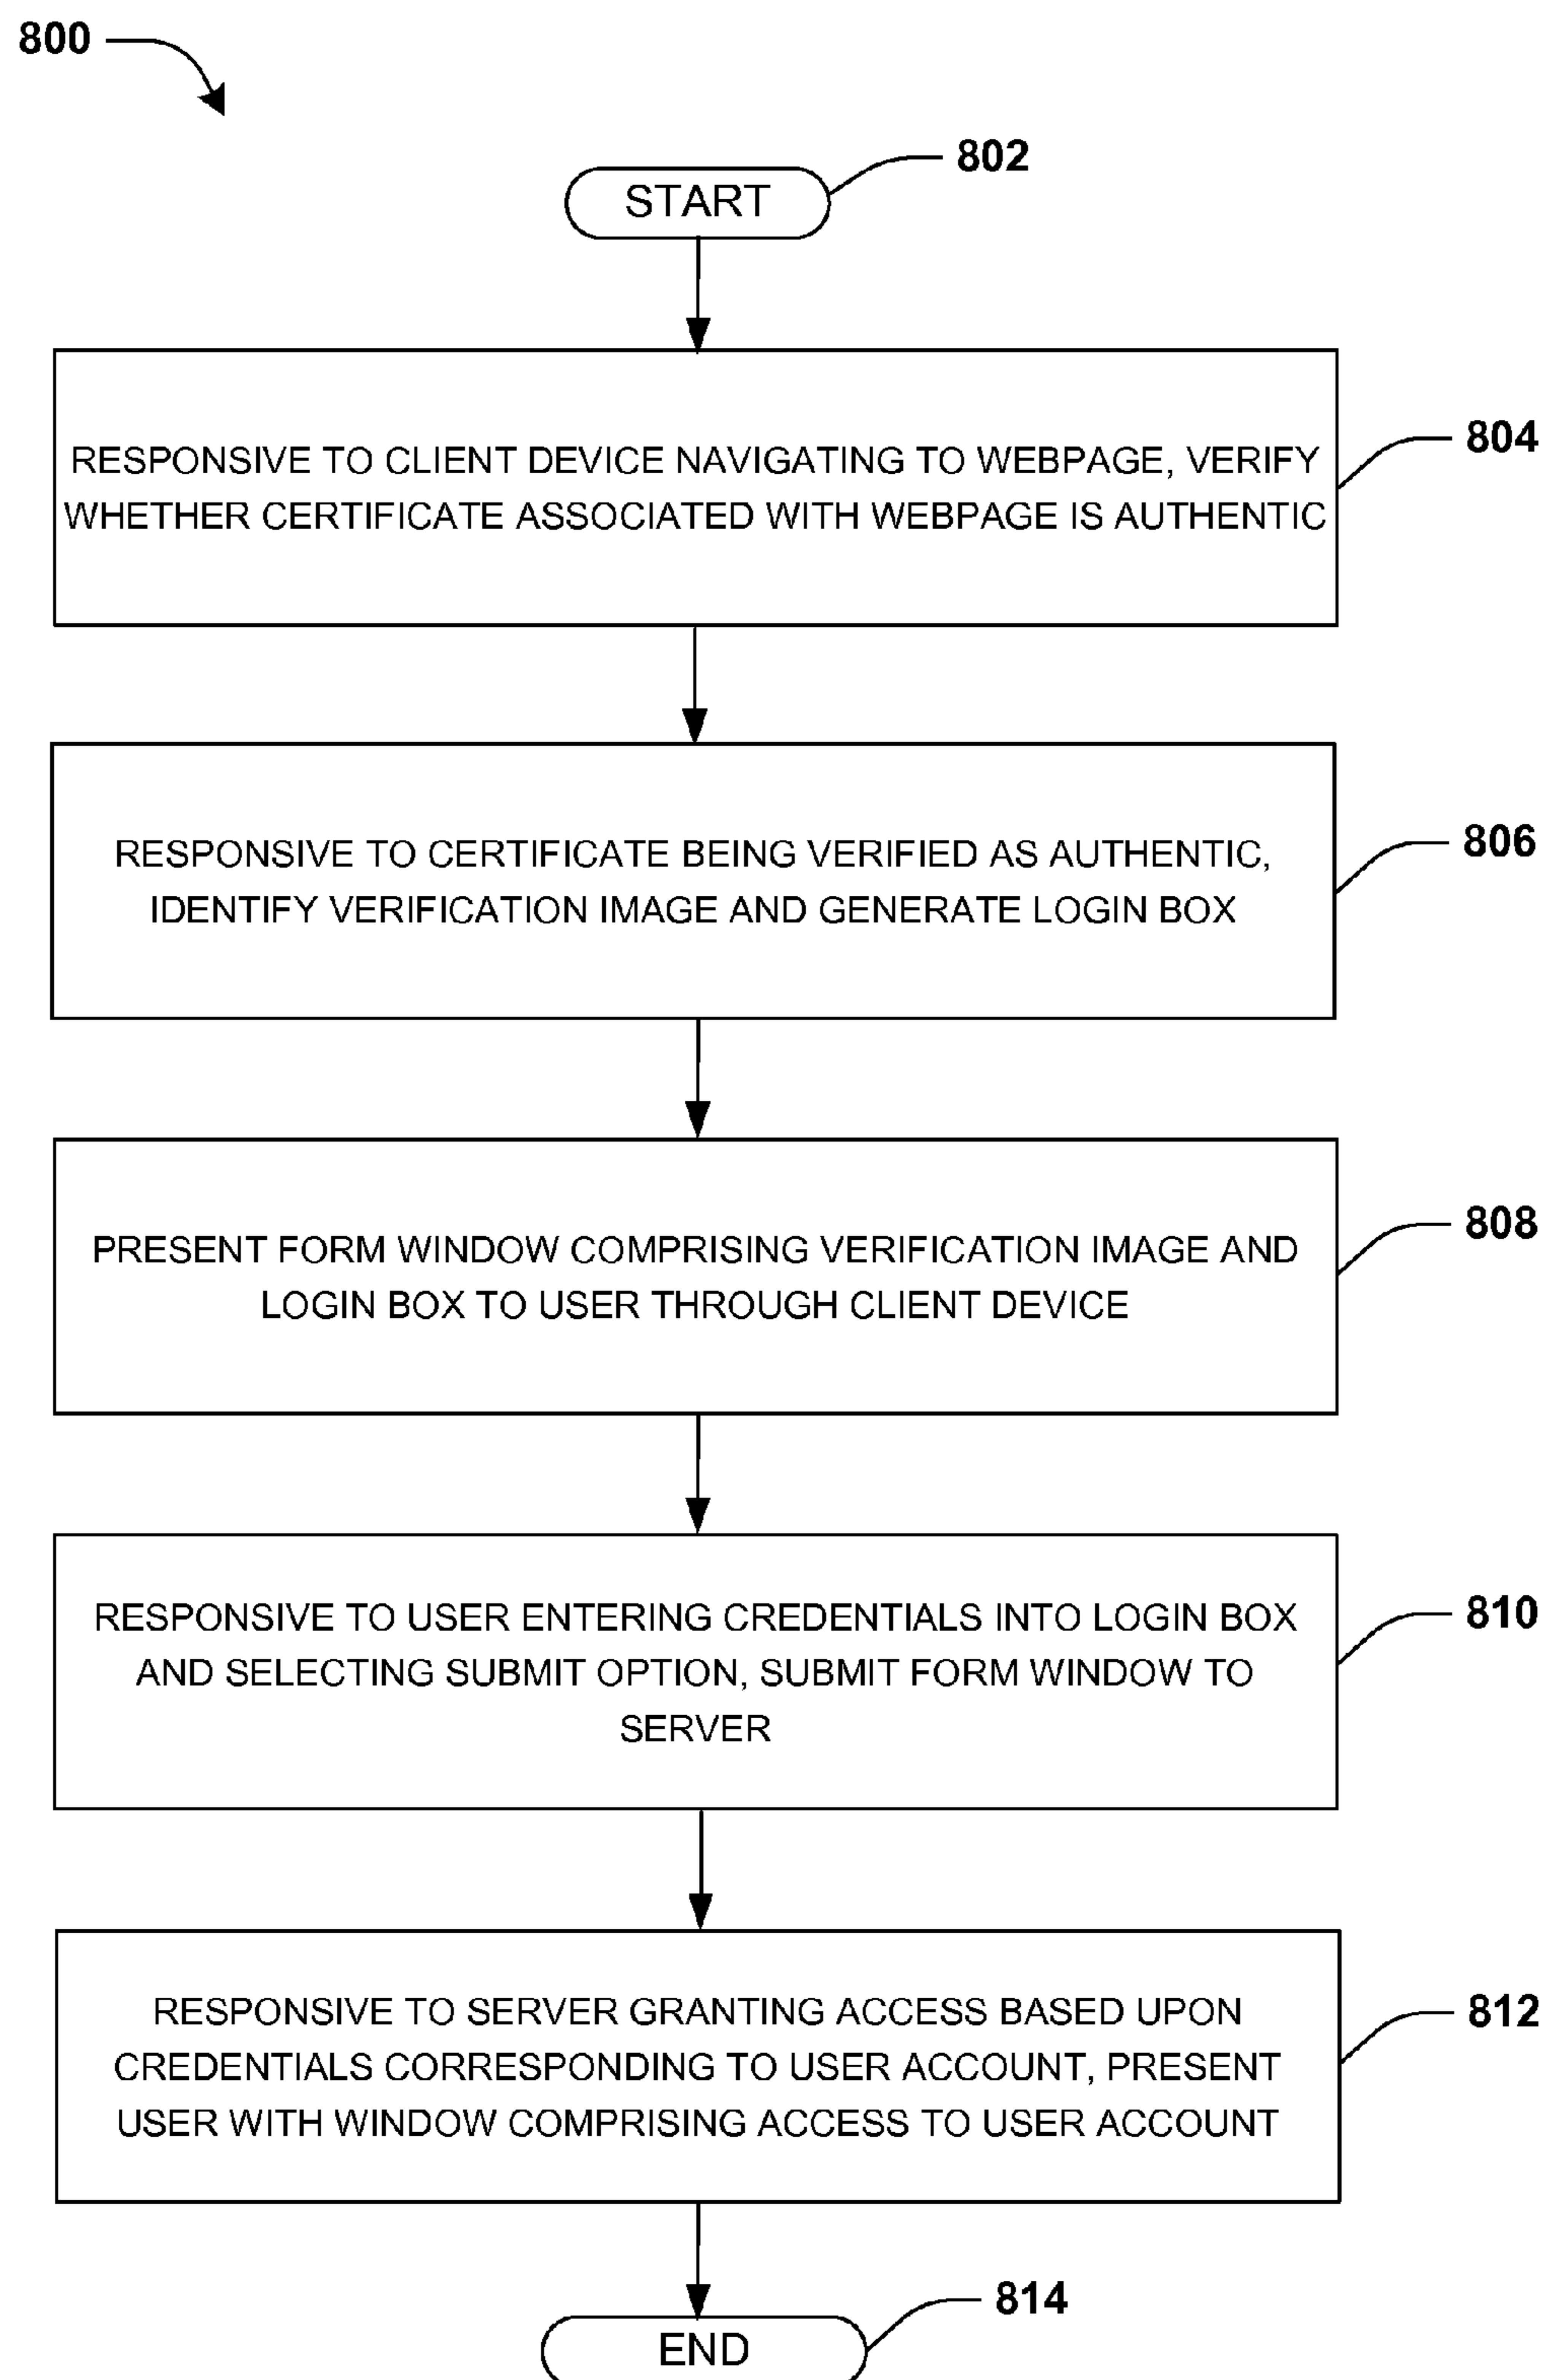 800
802
START
804
RESPONSIVE TO CLIENT DEVICE NAVIGATING TO WEBPAGE, VERIFY
WHETHER CERTIFICATE ASSOCIATED WITH WEBPAGE IS AUTHENTIC
806
RESPONSIVE TO CERTIFICATE BEING VERIFIED AS AUTHENTIC,
IDENTIFY VERIFICATION IMAGE AND GENERATE LOGIN BOX
808
PRESENT FORM WINDOW COMPRISING VERIFICATION IMAGE AND
LOGIN BOX TO USER THROUGH CLIENT DEVICE
810
RESPONSIVE TO USER ENTERING CREDENTIALS INTO LOGIN BOX
AND SELECTING SUBMIT OPTION, SUBMIT FORM WINDOW TO
SERVER
812
RESPONSIVE TO SERVER GRANTING ACCESS BASED UPON
CREDENTIALS CORRESPONDING TO USER ACCOUNT, PRESENT
USER WITH WINDOW COMPRISING ACCESS TO USER ACCOUNT
814
END